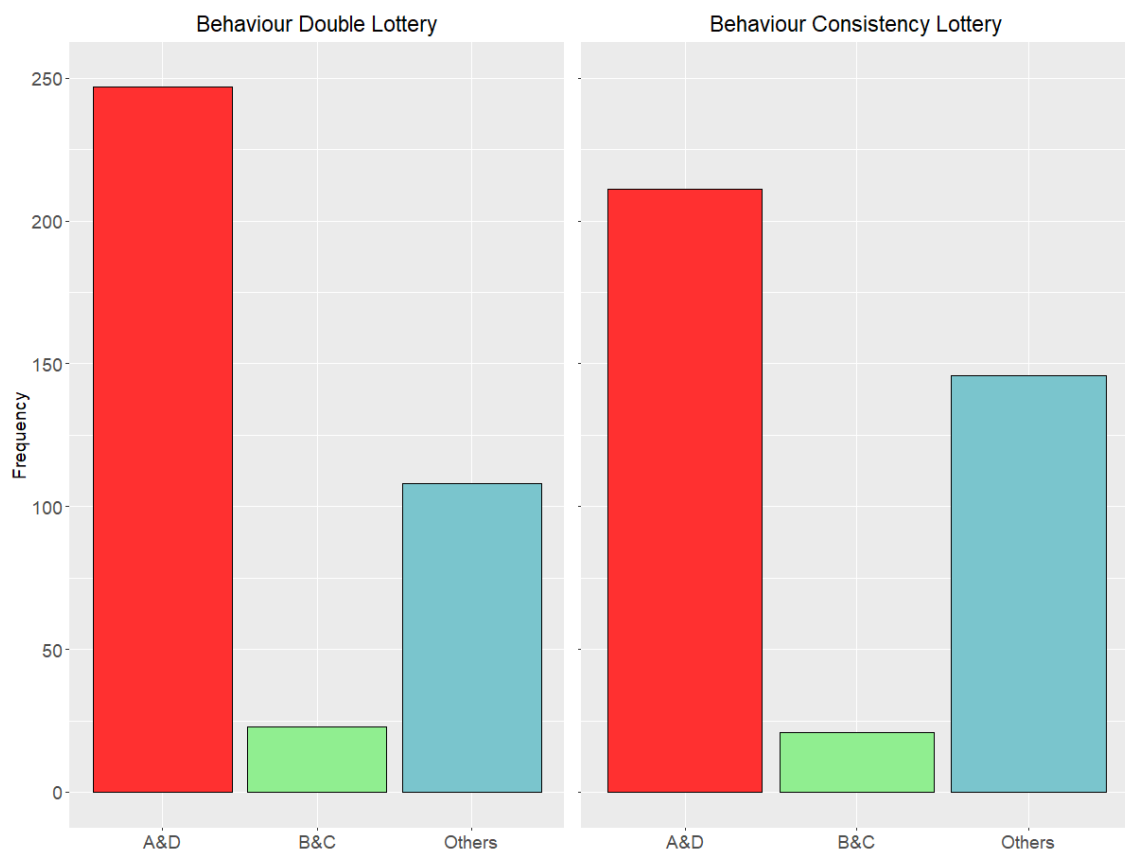 Behaviour Double Lottery
Behaviour Consistency Lottery
Frequency
250
200
150
100
50
0
A&D
B&C
Others
A&D
B&C
Others